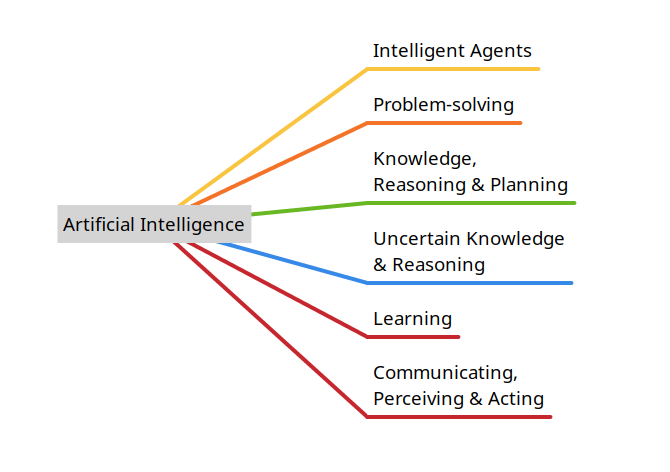 Intelligent Agents
Problem-solving
Knowledge,
Reasoning & Planning
Artificial Intelligence
Uncertain Knowledge
& Reasoning
Learning
Communicating,
Perceiving & Acting